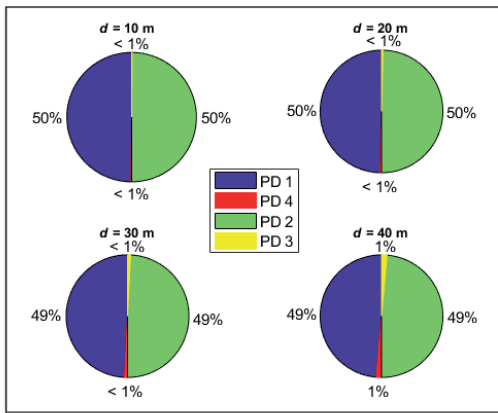 d = 10 m
< 1%
50%
50%
< 1%
d = 20 m
< 1%
50%
50%
< 1%
PD 1
PD 4
PD 2
PD 3
d = 30 m
< 1%
49%
49%
< 1%
d = 40 m
1%
49%
49%
1%